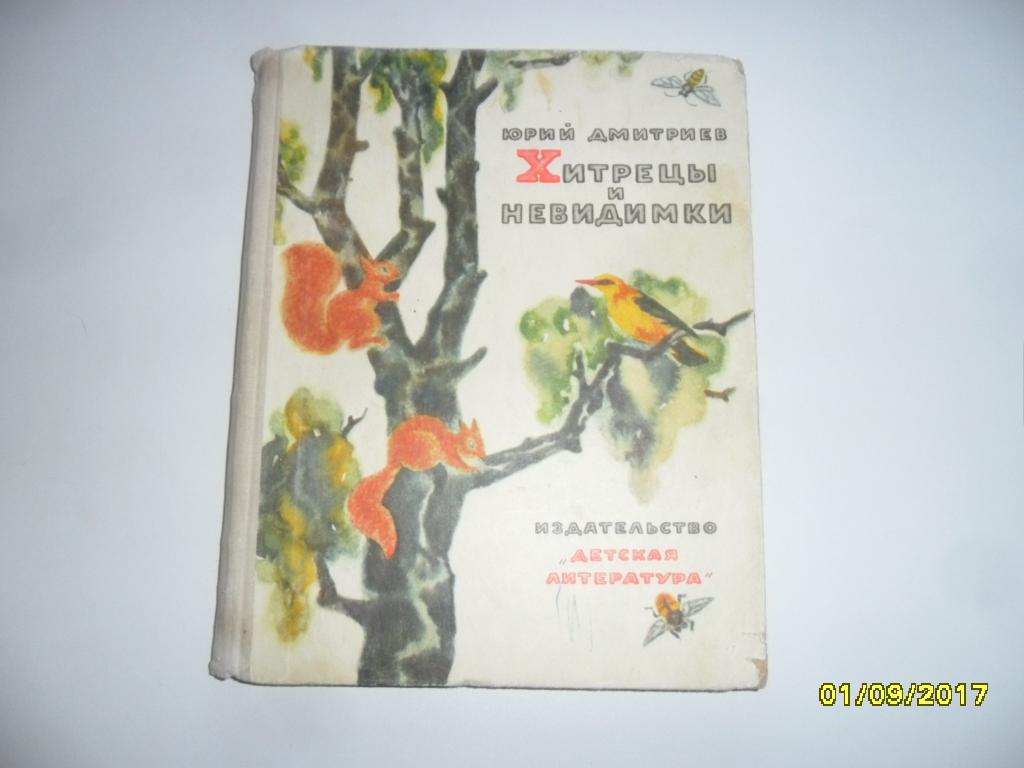 ЮРИЙ ДМИТРИЕВ
ХИТРЕЦЫ
И
НЕВИДИМКИ
ИЗДАТЕЛЬСТВО
„ДЕТСКАЯ
ЛИТЕРАТУРА"
01/09/2017